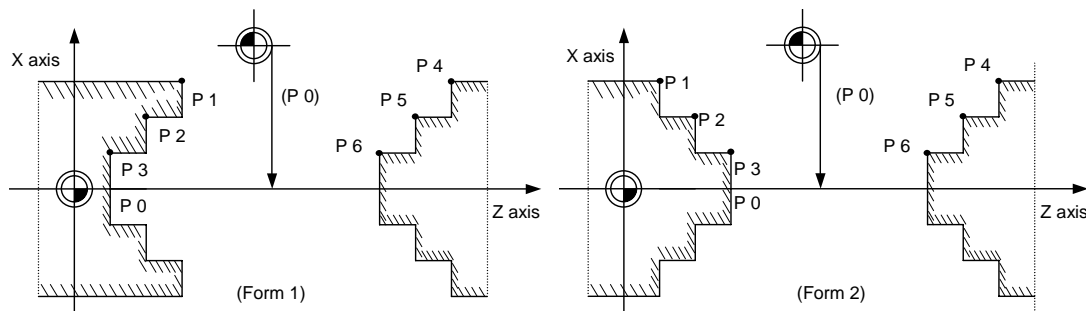 X axis
P 1
P 2
P 3
P 0
(P 0)
P 4
P 5
P 6
Z axis
(Form 1)
X axis
P 1
P 2
P 3
P 0
(P 0)
P 4
P 5
P 6
Z axis
(Form 2)